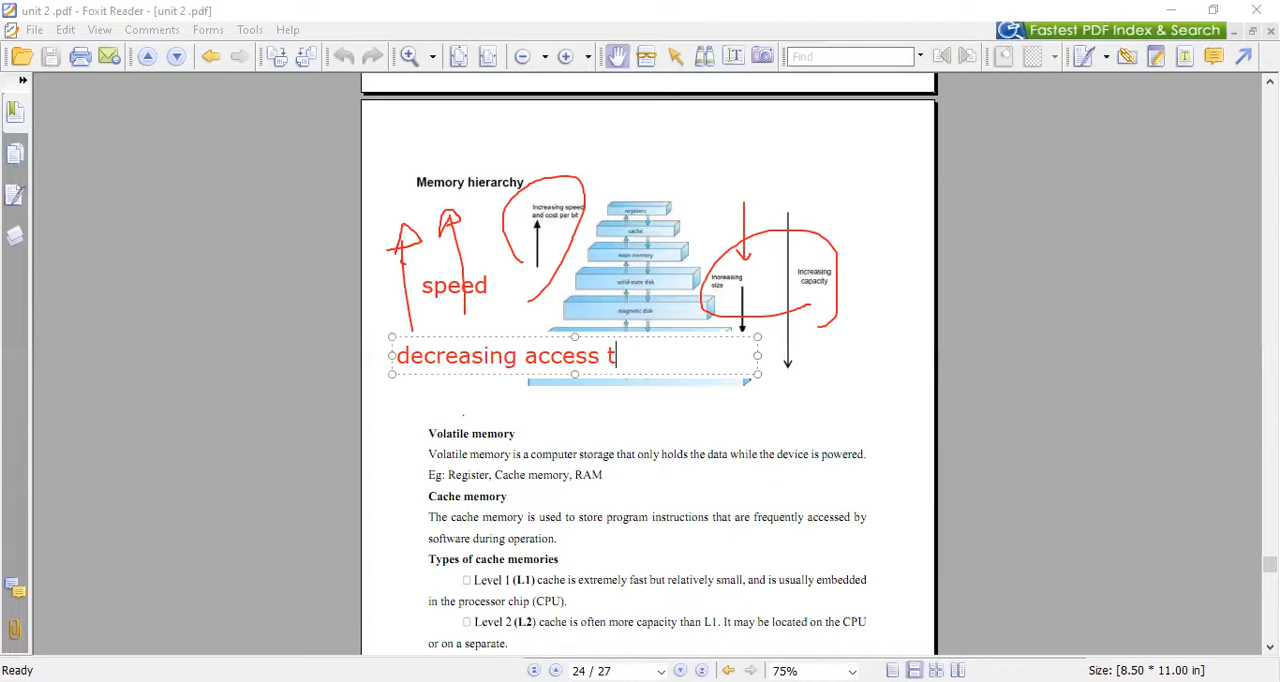 unit 2 .pdf - Foxit Reader - [unit 2 .pdf]
File Edit View Comments Forms Tools Help
Fastest PDF Index & Search
Find
Memory hierarchy
Increasing speed
and cost per bit
registers
cache
main memory
solid-state disk
magnetic disk
Increasing
size
Increasing
capacity
speed
decreasing access t
Volatile memory
Volatile memory is a computer storage that only holds the data while the device is powered.
Eg: Register, Cache memory, RAM
Cache memory
The cache memory is used to store program instructions that are frequently accessed by
software during operation.
Types of cache memories
Level 1 (L1) cache is extremely fast but relatively small, and is usually embedded
in the processor chip (CPU).
Level 2 (L2) cache is often more capacity than L1. It may be located on the CPU
or on a separate.
Ready
24 / 27
75%
Size: [8.50 * 11.00 in]